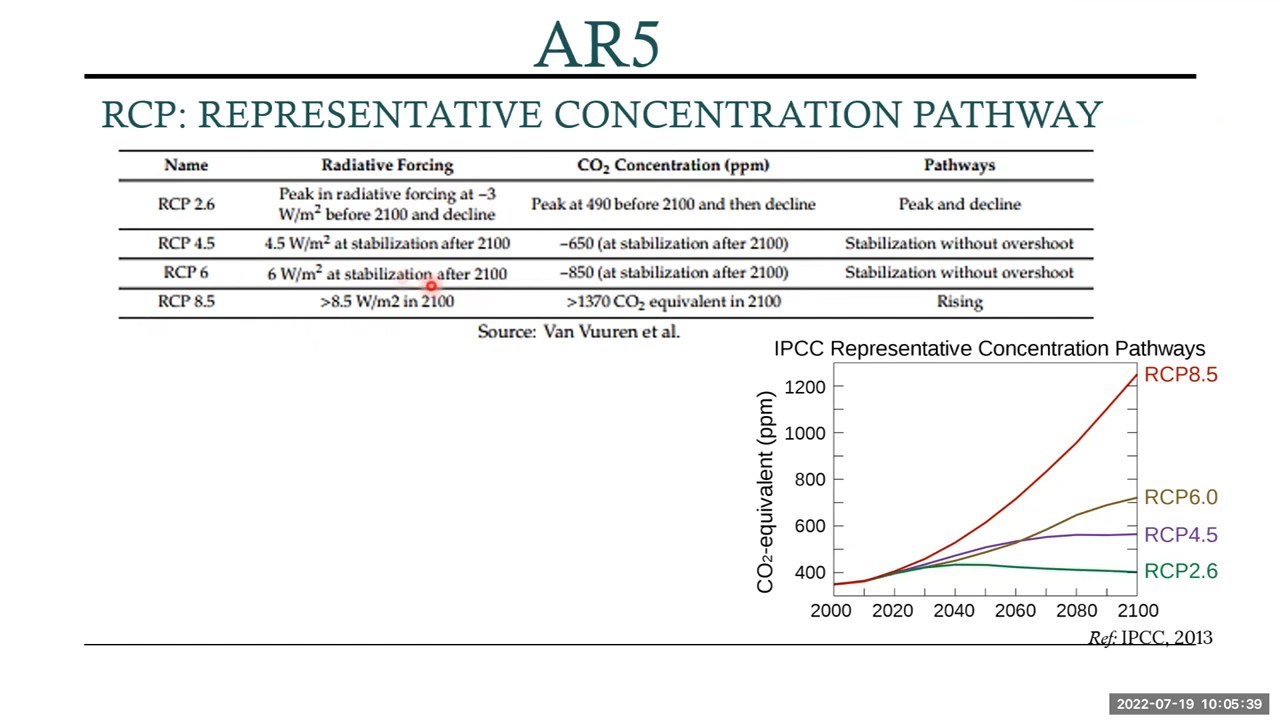 AR5
RCP: REPRESENTATIVE CONCENTRATION PATHWAY
Name Radiative Forcing CO₂ Concentration (ppm) Pathways
RCP 2.6 Peak in radiative forcing at ~3 W/m² before 2100 and decline Peak at 490 before 2100 and then decline Peak and decline
RCP 4.5 4.5 W/m² at stabilization after 2100 ~650 (at stabilization after 2100) Stabilization without overshoot
RCP 6 6 W/m² at stabilization after 2100 ~850 (at stabilization after 2100) Stabilization without overshoot
RCP 8.5 >8.5 W/m2 in 2100 >1370 CO₂ equivalent in 2100 Rising
Source: Van Vuuren et al.
IPCC Representative Concentration Pathways
CO₂-equivalent (ppm)
1200
1000
800
600
400
RCP8.5
RCP6.0
RCP4.5
RCP2.6
2000 2020 2040 2060 2080 2100
Ref: IPCC, 2013
2022-07-19 10:05:39